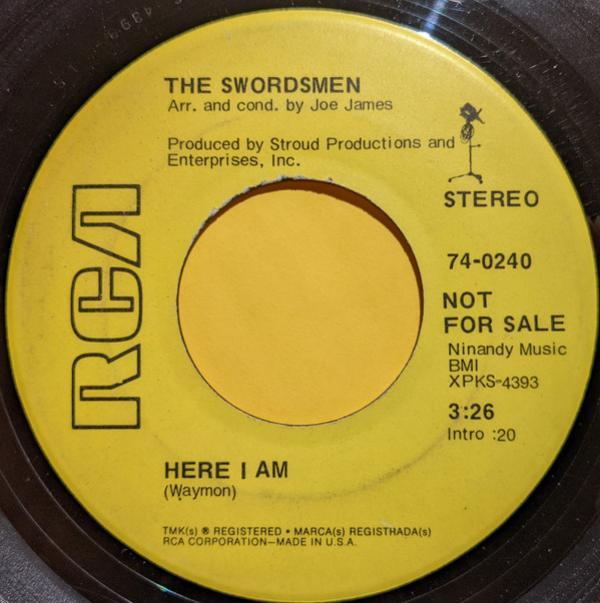 THE SWORDSMEN
Arr. and cond. by Joe James
Produced by Stroud Productions and
Enterprises, Inc.
RCA
STEREO
74-0240
NOT
FOR SALE
Ninandy Music
BMI
XPKS-4393
3:26
Intro :20
HERE I AM
(Waymon)
TMK(s) ® REGISTERED • MARCA(s) REGISTHADA(s)
RCA CORPORATION—MADE IN U.S.A.